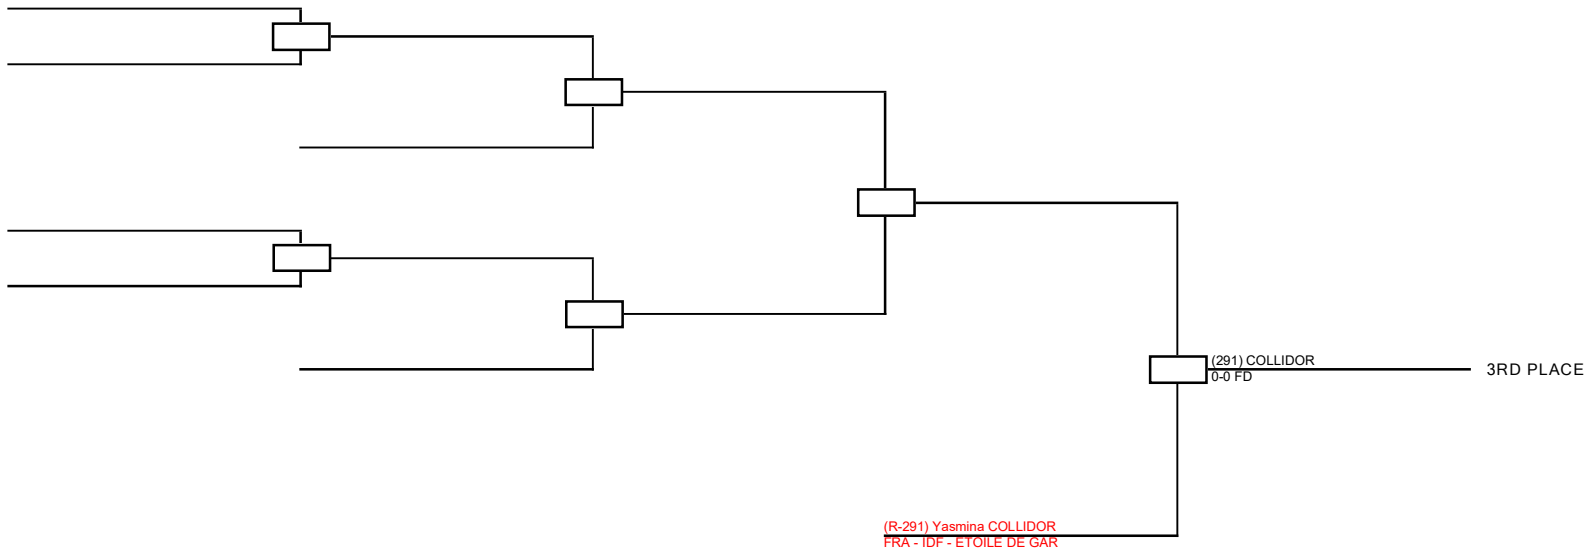 (291) COLLIDOR
0-0 FD
3RD PLACE
(R-291) Yasmina COLLIDOR
FRA - IDF - ETOILE DE GAR